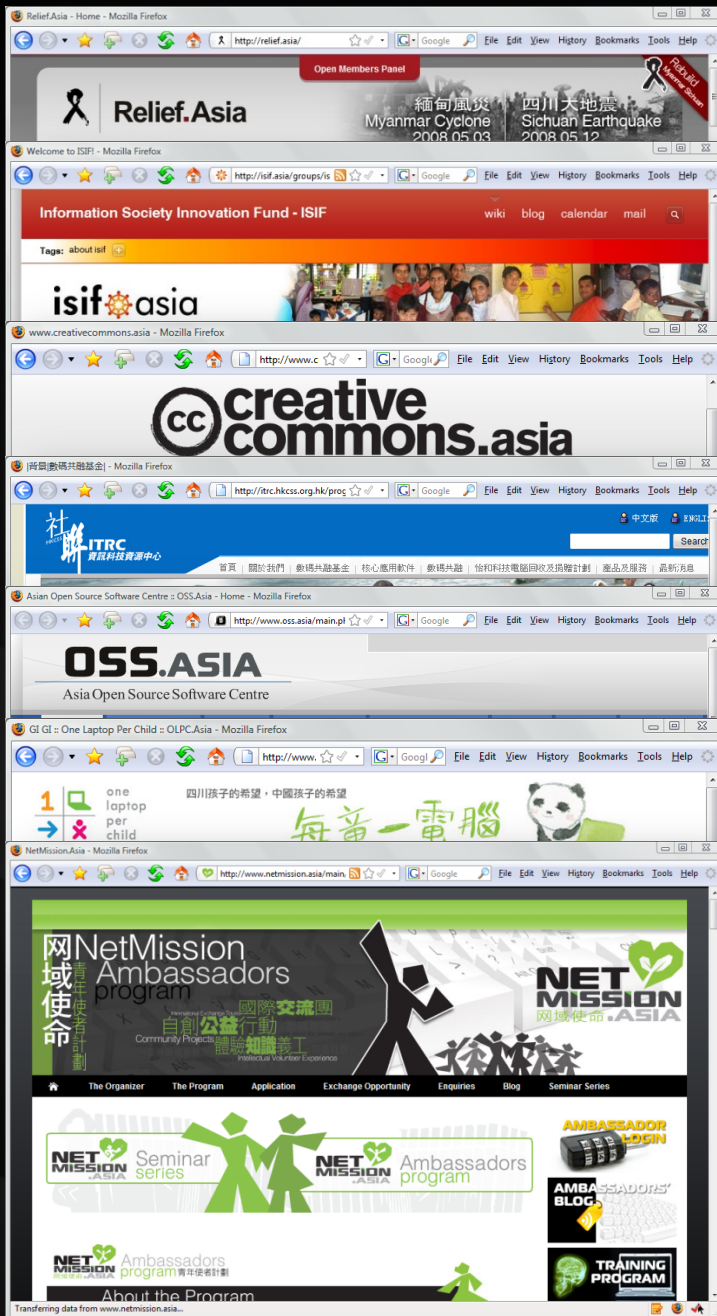 Relief.Asia - Home - Mozilla Firefox
http://relief.asia/ Google File Edit View History Bookmarks Tools Help
Open Members Panel
Rebuild
Myanmar Sichuan
Relief.Asia
緬甸風災 四川大地震
Myanmar Cyclone Sichuan Earthquake
2008.05.03 2008.05.12
Welcome to ISIF! - Mozilla Firefox
http://isif.asia/groups/is Google File Edit View History Bookmarks Tools Help
Information Society Innovation Fund - ISIF wiki blog calendar mail
Tags: about isif
isif asia
www.creativecommons.asia - Mozilla Firefox
http://www.c Google File Edit View History Bookmarks Tools Help
cc creative
commons.asia
|背景|數碼共融基金| - Mozilla Firefox
http://itrc.hkcss.org.hk/prog Google File Edit View History Bookmarks Tools Help
中文版 ENGLI
社聯 ITRC
資訊科技資源中心
Search
首頁 | 關於我們 | 數碼共融基金 | 核心應用軟件 | 數碼共融 | 怡和科技電腦回收及捐贈計劃 | 產品及服務 | 最新消息
Asian Open Source Software Centre :: OSS.Asia - Home - Mozilla Firefox
http://www.oss.asia/main.pl Google File Edit View History Bookmarks Tools Help
OSS.ASIA
Asia Open Source Software Centre
GI GI :: One Laptop Per Child :: OLPC.Asia - Mozilla Firefox
http://www. Googl File Edit View History Bookmarks Tools Help
one
laptop
per
child
四川孩子的希望，中國孩子的希望
每童一電腦
NetMission.Asia - Mozilla Firefox
http://www.netmission.asia/main. Google File Edit View History Bookmarks Tools Help
网域使命
青年使者計劃
NetMission
Ambassadors
program
International Exchange Tours 國際交流團
自創公益行動
Community Projects 體驗知識義工
Intellectual Volunteer Experience
NET
MISSION
网域使命.ASIA
The Organizer The Program Application Exchange Opportunity Enquiries Blog Seminar Series
NET
MISSION
.ASIA
Seminar
series
NET
MISSION
.ASIA
Ambassadors
program
AMBASSADOR
LOGIN
AMBASSADORS'
BLOG
TRAINING
PROGRAM
NET
MISSION
网域使命.ASIA
Ambassadors
program 青年使者計劃
About the Program
Transferring data from www.netmission.asia...